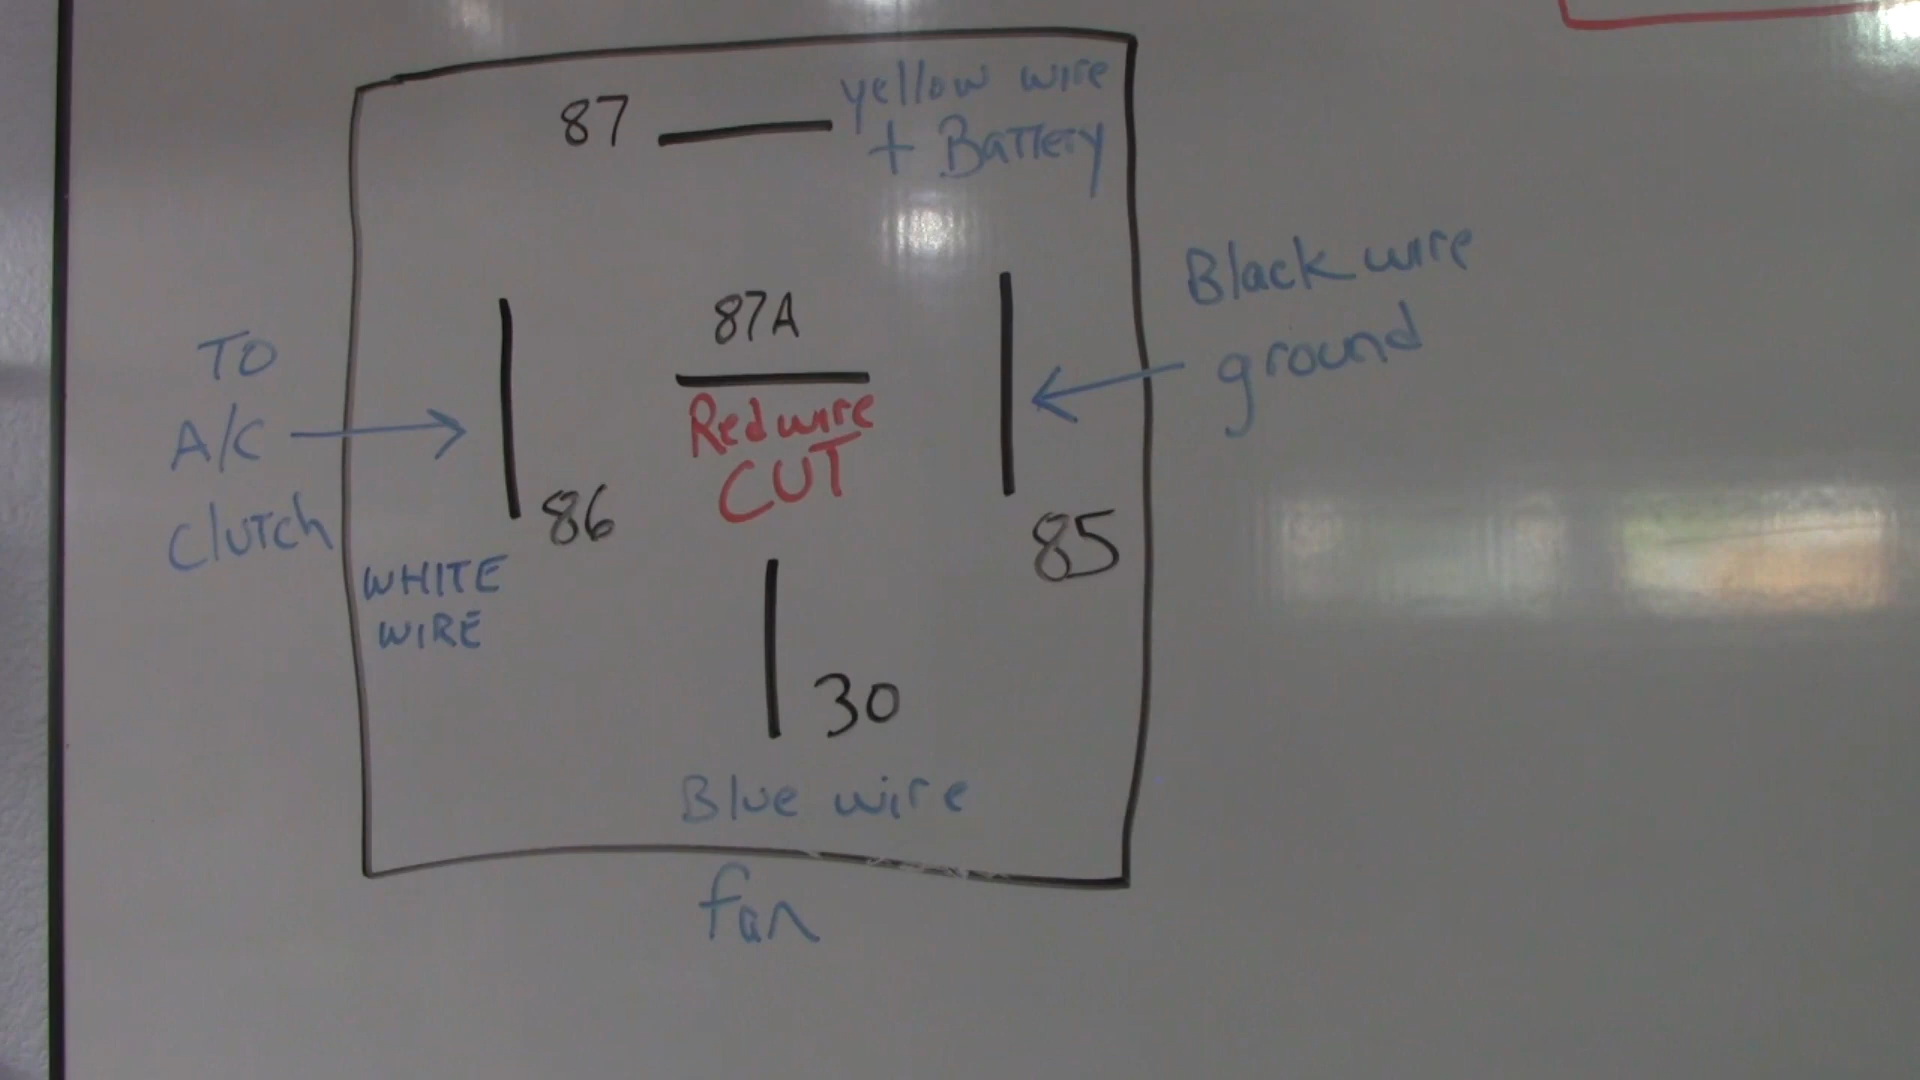 87
yellow wire
+ Battery
87A
Red wire
CUT
Black wire
ground
TO
A/C
Clutch
86
WHITE
WIRE
85
30
Blue wire
fan